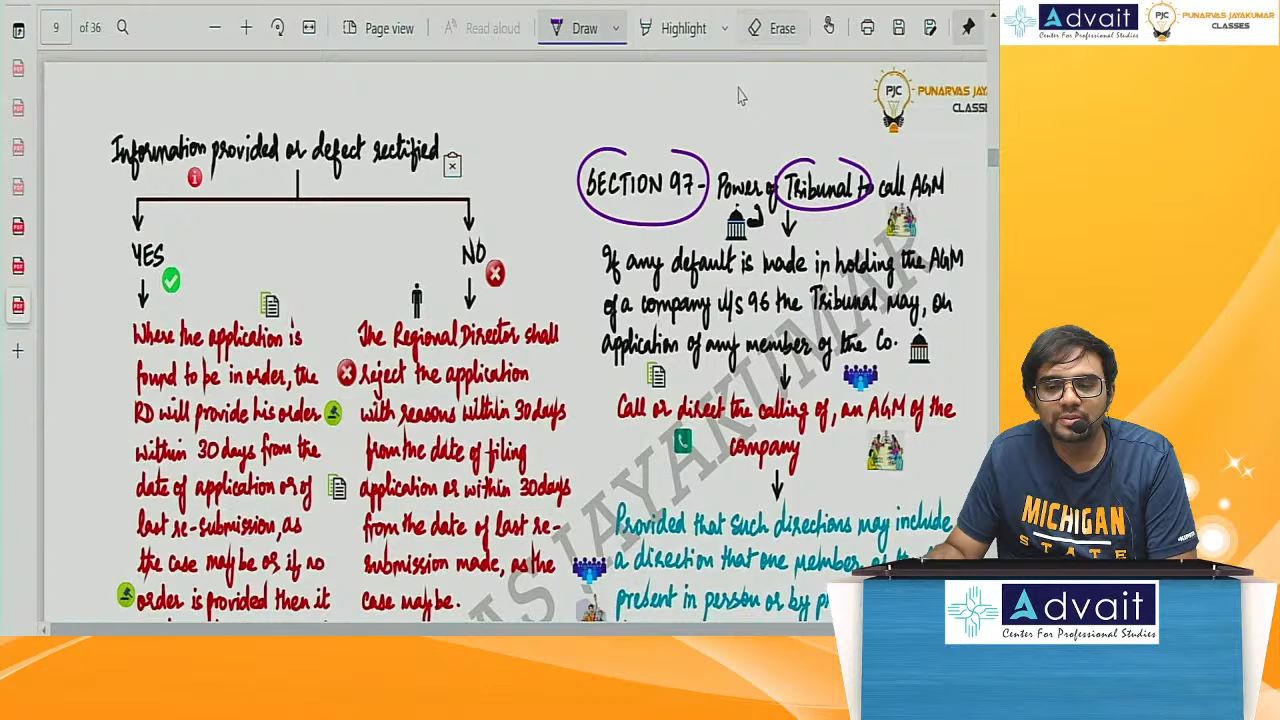 9 of 36
Page view
Read aloud
Draw
Highlight
Erase
Advait
Center For Professional Studies
PJC
PUNARVAS JAYAKUMAR
CLASSES
PJC
PUNARVAS JAY
CLASSE
Information provided or defect rectified
YES
NO
Where the application is
found to be in order, the
RD will provide his order
within 30 days from the
date of application or of
last re-submission, as
the case may be or if no
order is provided then it
The Regional Director shall
reject the application
with reasons within 30 days
from the date of filing
application or within 30 days
from the date of last re-
submission made, as the
case may be.
SECTION 97- Power of Tribunal to call AGM
If any default is made in holding the AGM
of a company u/s 96 the Tribunal may, on
application of any member of the Co.
Call or direct the calling of, an AGM of the
company
Provided that such directions may include
a direction that one member
present in person or by
AS JAYAKUMAR
MICHIGAN
STATE
Advait
Center For Professional Studies